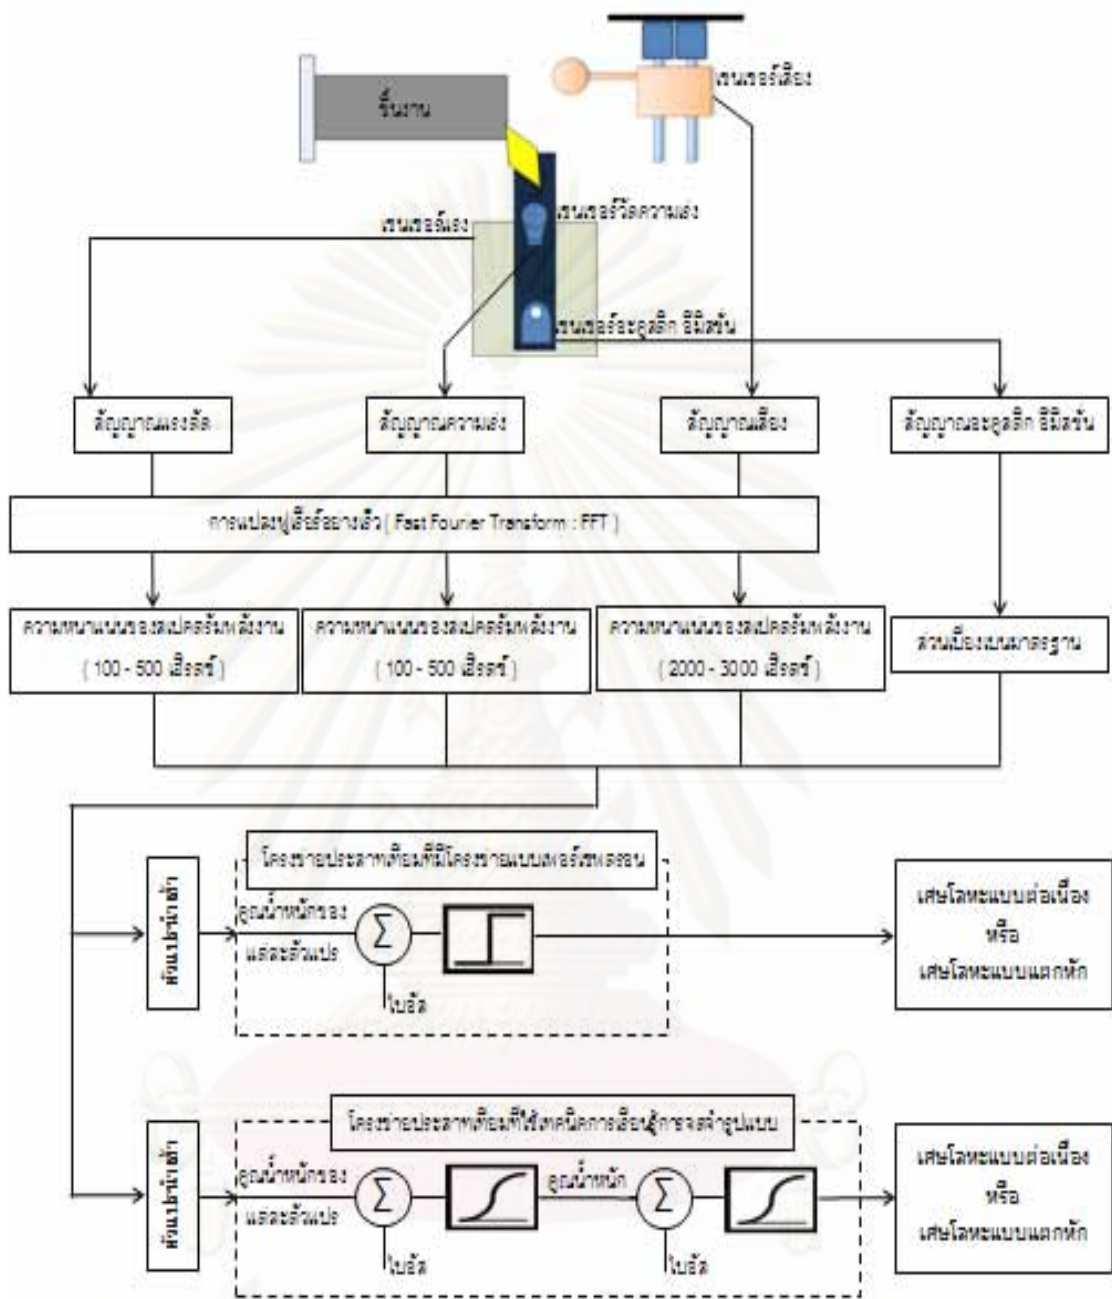 ชิ้นงาน
เซนเซอร์เสียง
เซนเซอร์แรง
เซนเซอร์วัดความเร่ง
เซนเซอร์อะคูสติก อีมิสชั่น
สัญญาณแรงตัด
สัญญาณความเร่ง
สัญญาณเสียง
สัญญาณอะคูสติก อีมิสชั่น
การแปลงฟูเรียร์อย่างเร็ว ( Fast Fourier Transform : FFT )
ความหนาแน่นของสเปคตรัมพลังงาน
( 100 - 500 เฮิรตซ์ )
ความหนาแน่นของสเปคตรัมพลังงาน
( 100 - 500 เฮิรตซ์ )
ความหนาแน่นของสเปคตรัมพลังงาน
( 2000 - 3000 เฮิรตซ์ )
ส่วนเบี่ยงเบนมาตรฐาน
โครงข่ายประสาทเทียมที่มีโครงข่ายแบบเพอร์เซพตรอน
ตัวแปรนำเข้า
คูณน้ำหนักของ
แต่ละตัวแปร
Σ
ไบอัส
เศษโลหะแบบต่อเนื่อง
หรือ
เศษโลหะแบบแตกหัก
โครงข่ายประสาทเทียมที่ใช้เทคนิคการเรียนรู้การจดจำรูปแบบ
ตัวแปรนำเข้า
คูณน้ำหนักของ
แต่ละตัวแปร
Σ
ไบอัส
คูณน้ำหนัก
Σ
ไบอัส
เศษโลหะแบบต่อเนื่อง
หรือ
เศษโลหะแบบแตกหัก